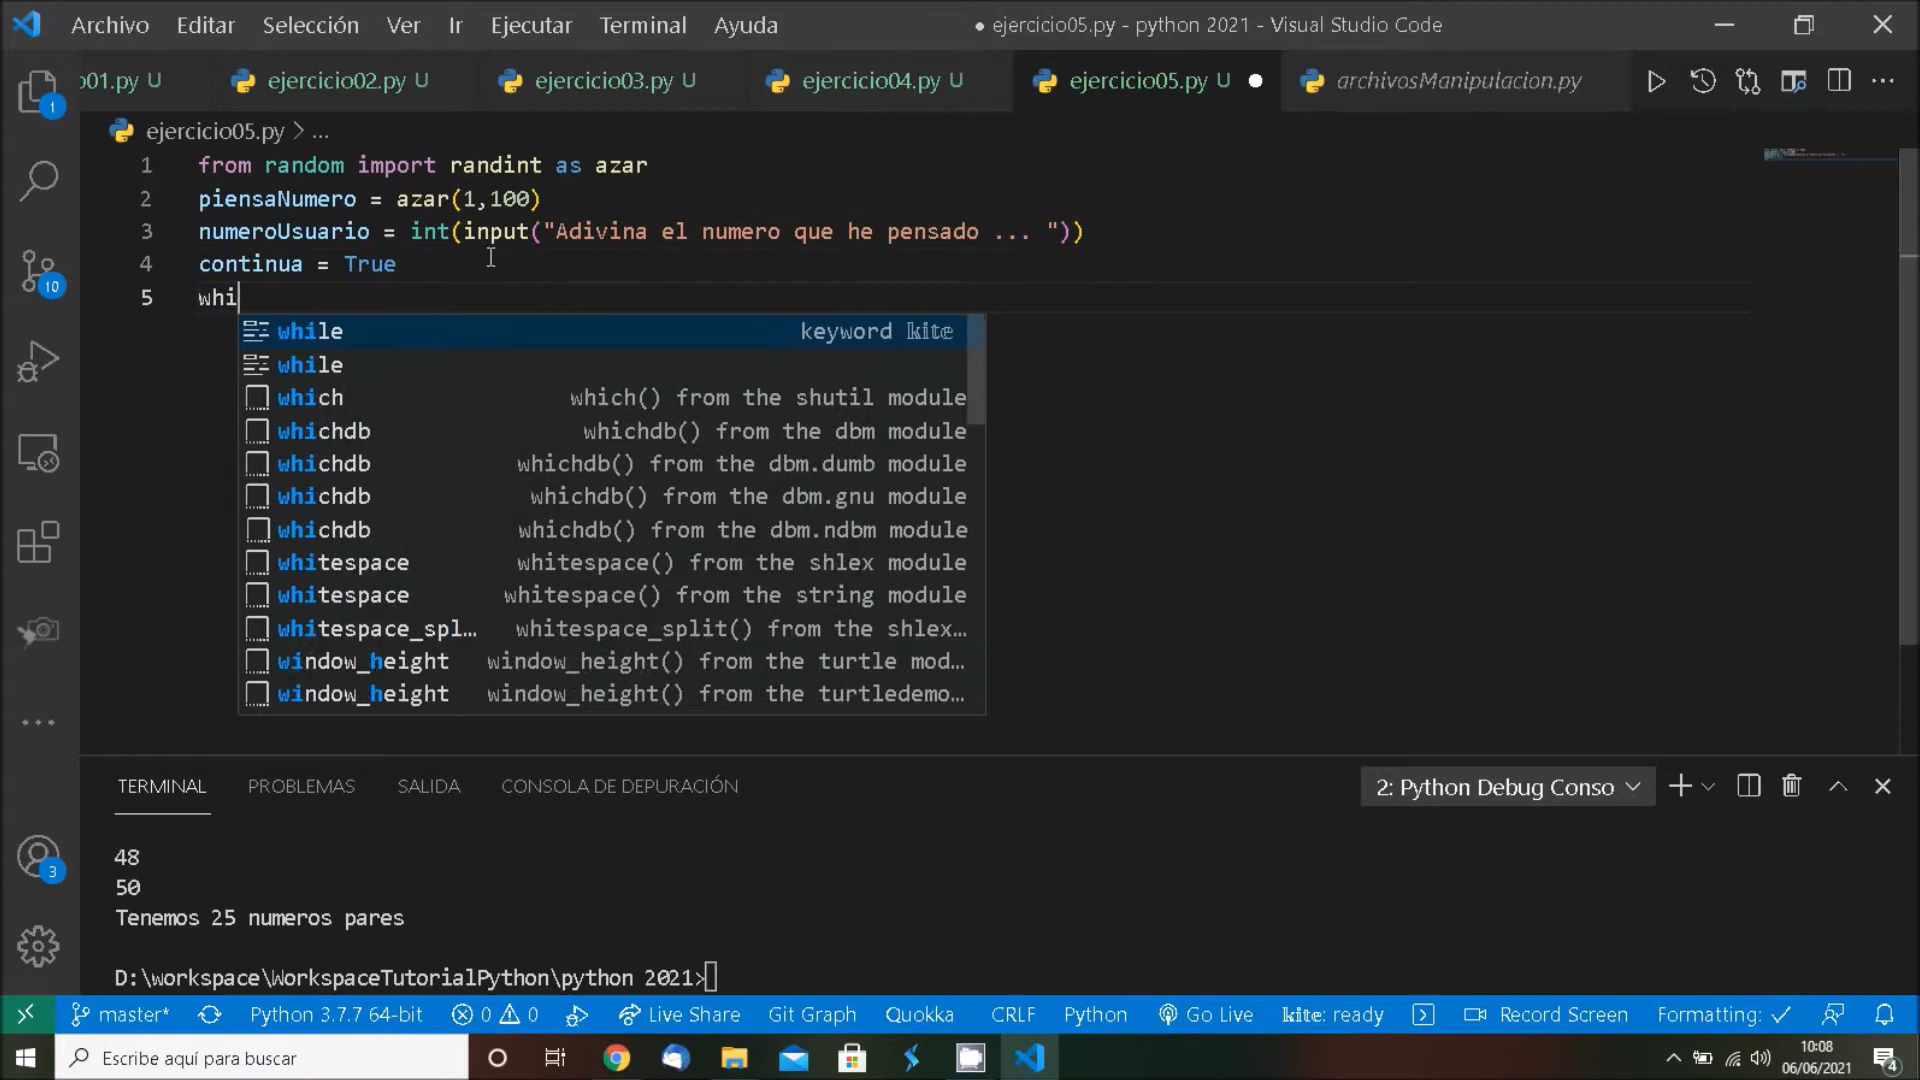 Archivo Editar Selección Ver Ir Ejecutar Terminal Ayuda ● ejercicio05.py - python 2021 - Visual Studio Code
o01.py U ejercicio02.py U ejercicio03.py U ejercicio04.py U ejercicio05.py U archivosManipulacion.py
1
ejercicio05.py > ...
1 from random import randint as azar
2 piensaNumero = azar(1,100)
3 numeroUsuario = int(input("Adivina el numero que he pensado ... "))
4 continua = True
10
5 whi
while keyword kite
while
which which() from the shutil module
whichdb whichdb() from the dbm module
whichdb whichdb() from the dbm.dumb module
whichdb whichdb() from the dbm.gnu module
whichdb whichdb() from the dbm.ndbm module
whitespace whitespace() from the shlex module
whitespace whitespace() from the string module
whitespace_spl... whitespace_split() from the shlex...
window_height window_height() from the turtle mod...
window_height window_height() from the turtledemo...
TERMINAL PROBLEMAS SALIDA CONSOLA DE DEPURACIÓN 2: Python Debug Conso
48
3
50
Tenemos 25 numeros pares
D:\workspace\WorkspaceTutorialPython\python 2021>
master* Python 3.7.7 64-bit 0 0 Live Share Git Graph Quokka CRLF Python Go Live kite: ready Record Screen Formatting: ✓
Escribe aquí para buscar
10:08
06/06/2021
4